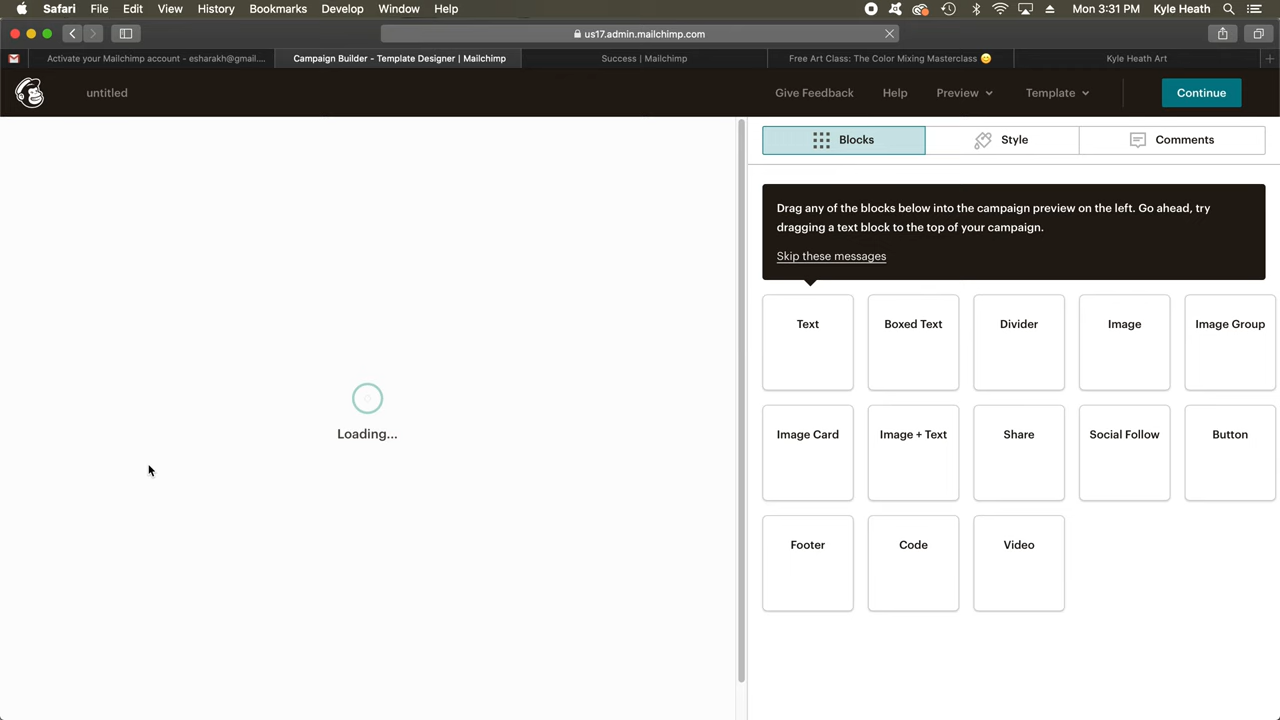 Safari File Edit View History Bookmarks Develop Window Help Mon 3:31 PM Kyle Heath
us17.admin.mailchimp.com
Activate your Mailchimp account - esharakh@gmail.... Campaign Builder - Template Designer | Mailchimp Success | Mailchimp Free Art Class: The Color Mixing Masterclass 😊 Kyle Heath Art
untitled Give Feedback Help Preview Template Continue
Blocks Style Comments
Drag any of the blocks below into the campaign preview on the left. Go ahead, try
dragging a text block to the top of your campaign.
Skip these messages
Text Boxed Text Divider Image Image Group
Loading...
Image Card Image + Text Share Social Follow Button
Footer Code Video